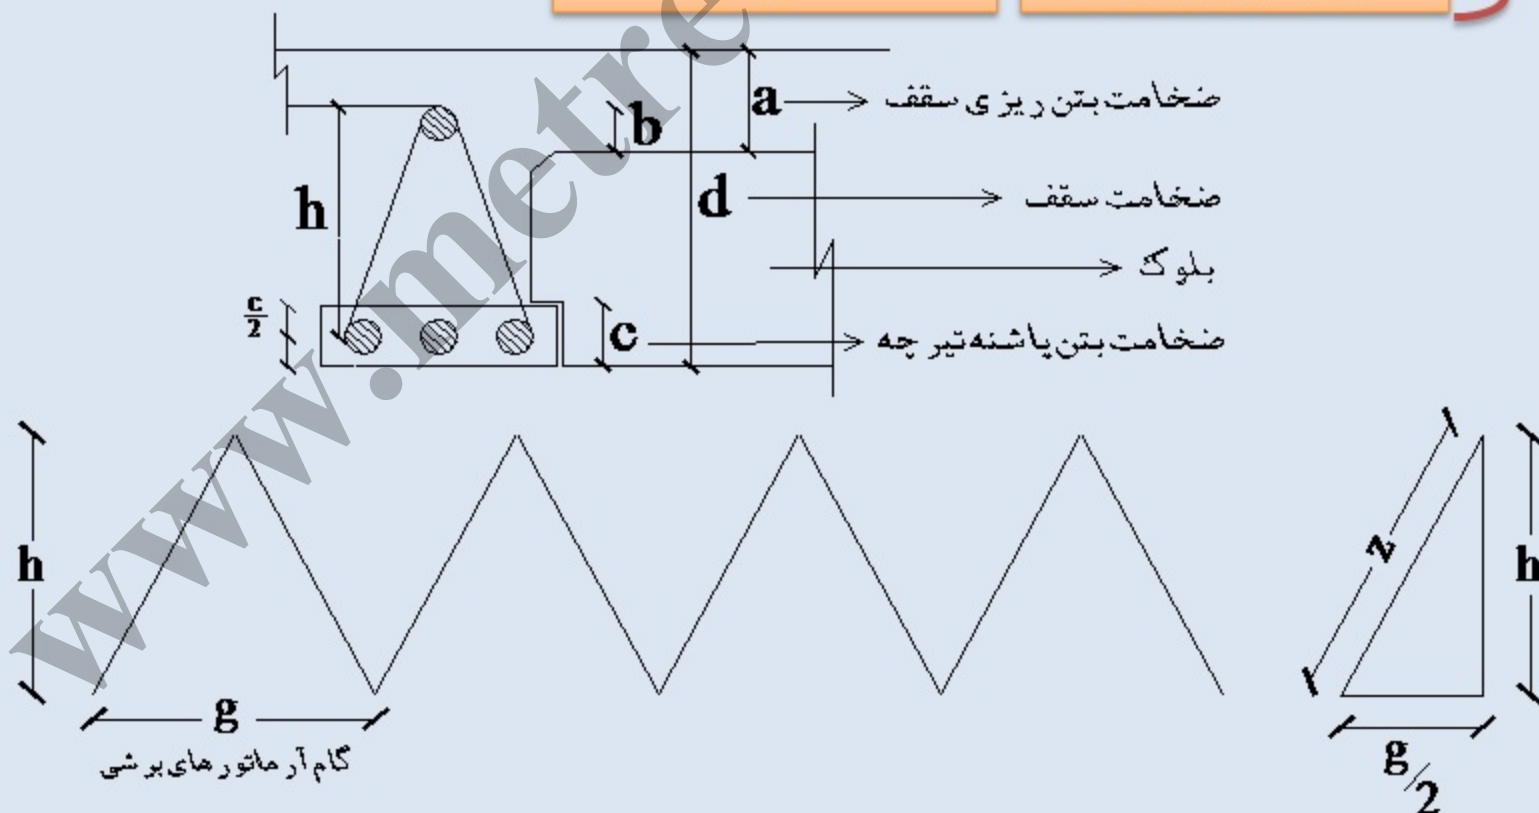 a
ضخامت بتن ریزی سقف
b
h
d
ضخامت سقف
بلوک
c/2
c
ضخامت بتن پاشنه تیرچه
h
z
h
g
g/2
گام آرماتورهای برشی
www.metre